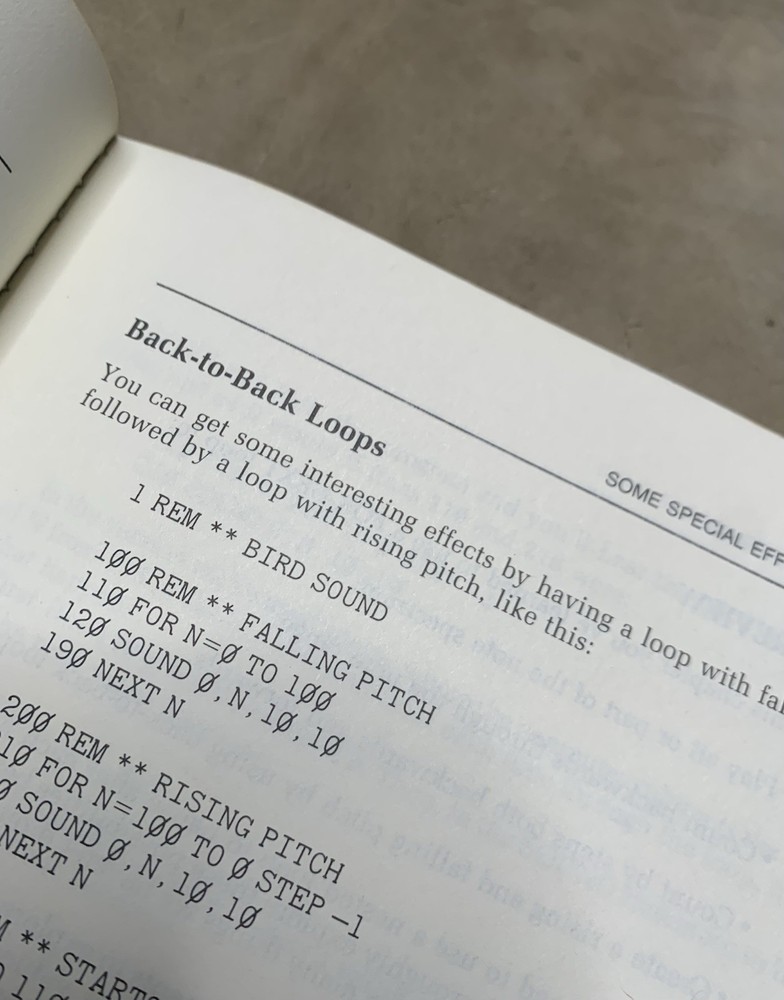 SOME SPECIAL EFF
Back-to-Back Loops
You can get some interesting effects by having a loop with fal
followed by a loop with rising pitch, like this:
1 REM ** BIRD SOUND
1ØØ REM ** FALLING PITCH
11Ø FOR N=Ø TO 1ØØ
12Ø SOUND Ø,N,1Ø,1Ø
19Ø NEXT N
2ØØ REM ** RISING PITCH
1Ø FOR N=1ØØ TO Ø STEP –1
Ø SOUND Ø,N,1Ø,1Ø
NEXT N
M ** START
11Ø